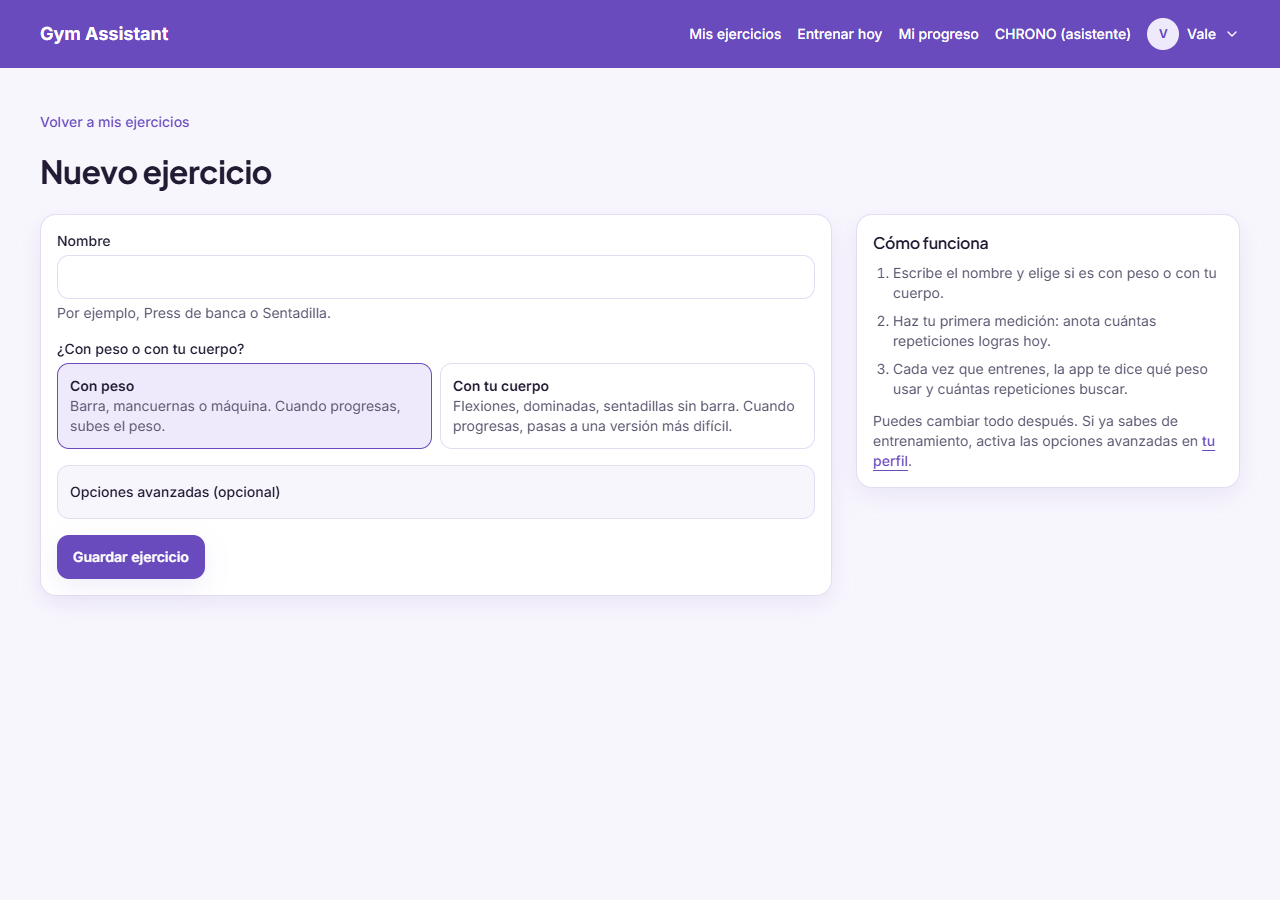 Gym Assistant
Mis ejercicios
Entrenar hoy
Mi progreso
CHRONO (asistente)
V
Vale
Volver a mis ejercicios
Nuevo ejercicio
Nombre
Por ejemplo, Press de banca o Sentadilla.
¿Con peso o con tu cuerpo?
Con peso
Barra, mancuernas o máquina. Cuando progresas,
subes el peso.
Con tu cuerpo
Flexiones, dominadas, sentadillas sin barra. Cuando
progresas, pasas a una versión más difícil.
Opciones avanzadas (opcional)
Guardar ejercicio
Cómo funciona
1. Escribe el nombre y elige si es con peso o con tu
cuerpo.
2. Haz tu primera medición: anota cuántas
repeticiones logras hoy.
3. Cada vez que entrenes, la app te dice qué peso
usar y cuántas repeticiones buscar.
Puedes cambiar todo después. Si ya sabes de
entrenamiento, activa las opciones avanzadas en tu
perfil.